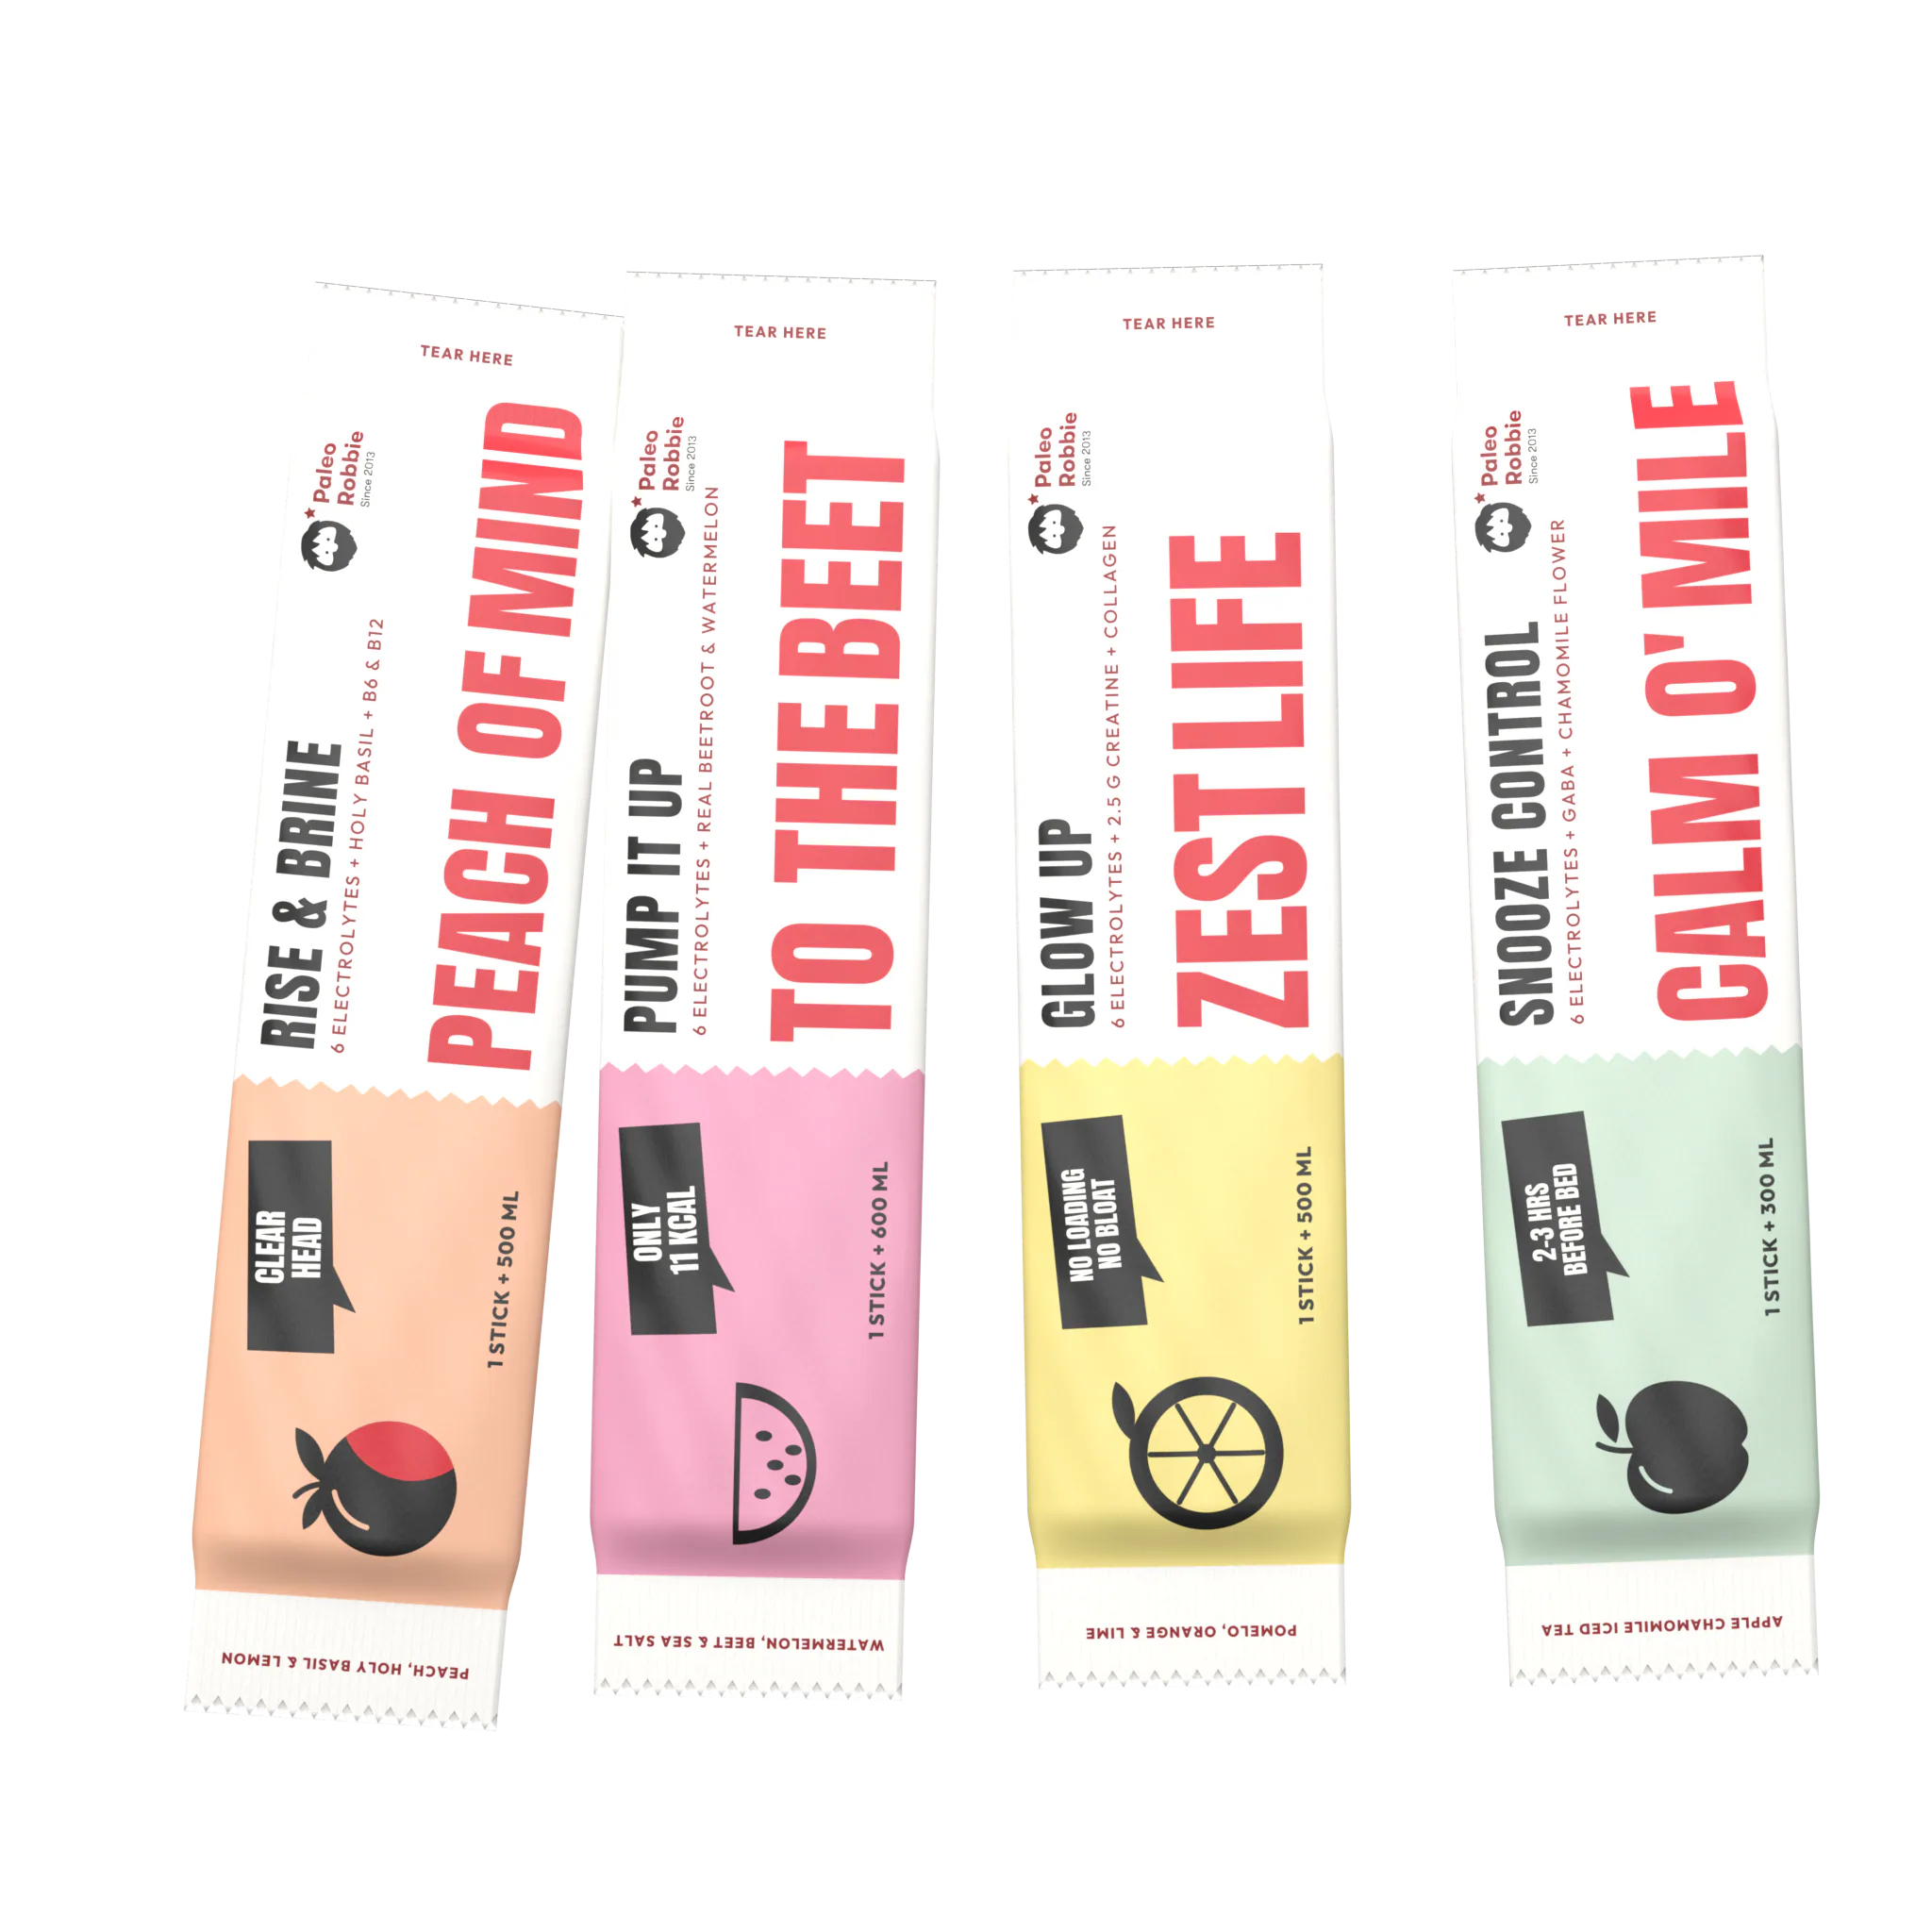 TEAR HERE
Paleo
Robbie
Since 2013
RISE & BRINE
6 ELECTROLYTES + HOLY BASIL + B6 & B12
PEACH OF MIND
CLEAR
HEAD
1 STICK + 500 ML
PEACH, HOLY BASIL & LEMON
TEAR HERE
Paleo
Robbie
Since 2013
PUMP IT UP
6 ELECTROLYTES + REAL BEETROOT & WATERMELON
TO THE BEET
ONLY
11 KCAL
1 STICK + 600 ML
WATERMELON, BEET & SEA SALT
TEAR HERE
Paleo
Robbie
Since 2013
GLOW UP
6 ELECTROLYTES + 2.5 G CREATINE + COLLAGEN
ZEST LIFE
NO LOADING
NO BLOAT
1 STICK + 500 ML
POMELO, ORANGE & LIME
TEAR HERE
Paleo
Robbie
Since 2013
SNOOZE CONTROL
6 ELECTROLYTES + GABA + CHAMOMILE FLOWER
CALM O' MILE
2-3 HRS
BEFORE BED
1 STICK + 300 ML
APPLE CHAMOMILE ICED TEA